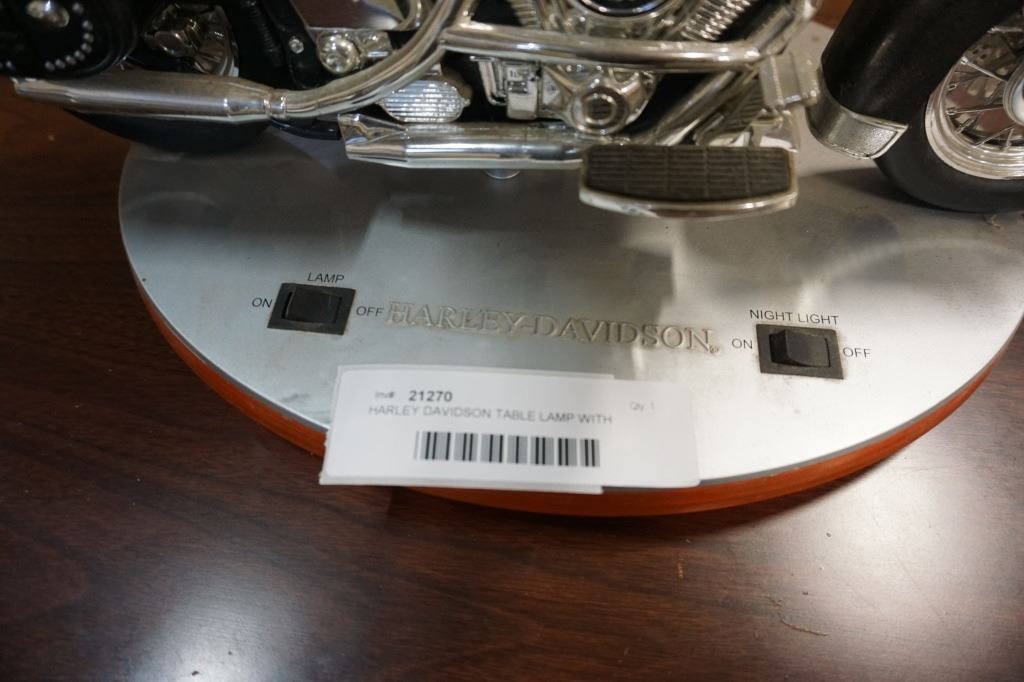 LAMP
ON OFF
HARLEY-DAVIDSON®
NIGHT LIGHT
ON OFF
Inv#: 21270
Qty: 1
HARLEY DAVIDSON TABLE LAMP WITH